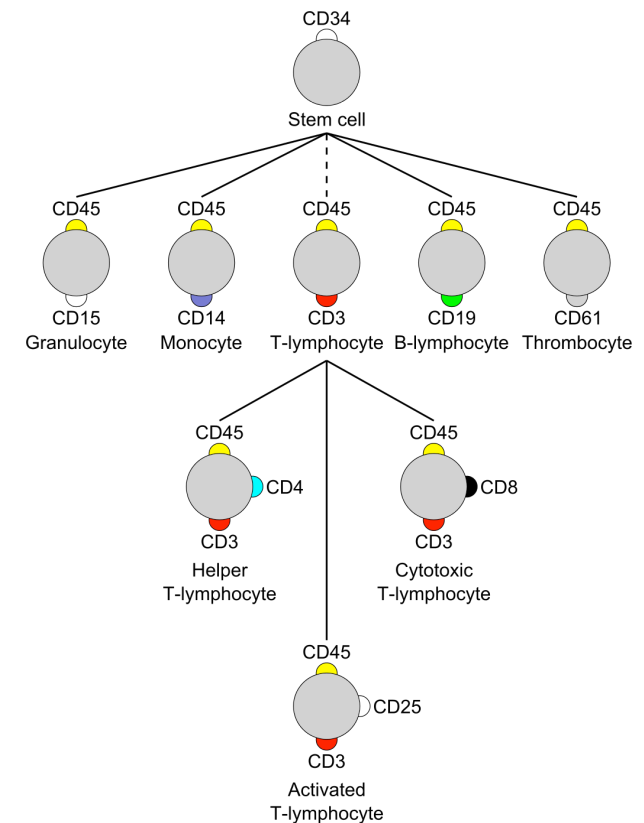 CD34
Stem cell
CD45 CD45 CD45 CD45 CD45
CD15 CD14 CD3 CD19 CD61
Granulocyte Monocyte T-lymphocyte B-lymphocyte Thrombocyte
CD45 CD45
CD4 CD8
CD3 CD3
Helper Cytotoxic
T-lymphocyte T-lymphocyte
CD45
CD25
CD3
Activated
T-lymphocyte